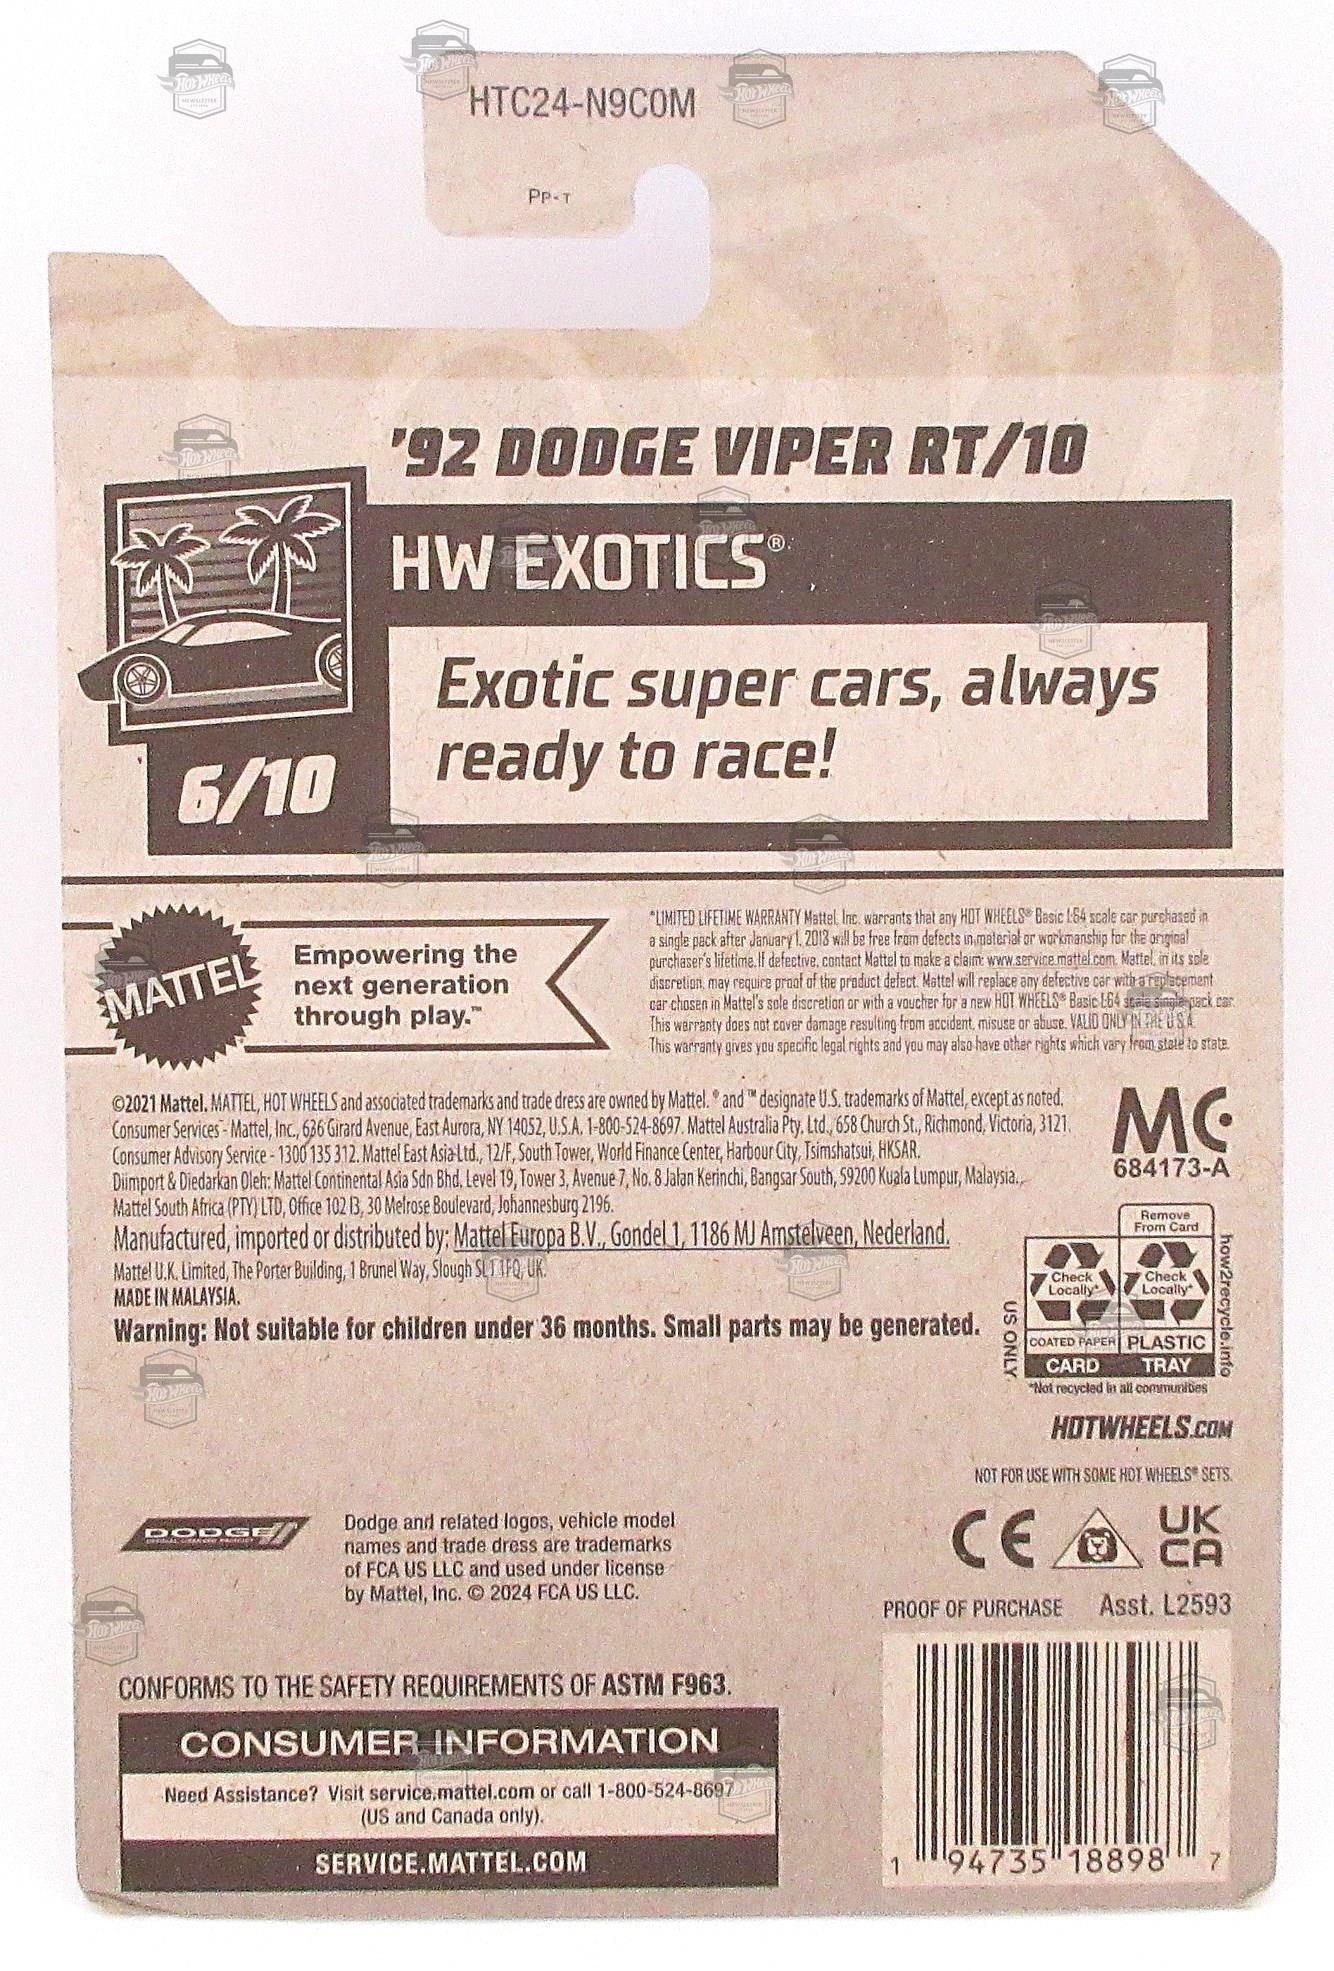 HTC24-N9C0M
PP-T
'92 DODGE VIPER RT/10
HW EXOTICS®
Exotic super cars, always
ready to race!
6/10
MATTEL
Empowering the
next generation
through play.™
*LIMITED LIFETIME WARRANTY Mattel, Inc. warrants that any HOT WHEELS® Basic 1:64 scale car purchased in
a single pack after January 1, 2013 will be free from defects in material or workmanship for the original
purchaser's lifetime. If defective, contact Mattel to make a claim: www.service.mattel.com. Mattel, in its sole
discretion, may require proof of the product defect. Mattel will replace any defective car with a replacement
car chosen in Mattel's sole discretion or with a voucher for a new HOT WHEELS® Basic 1:64 scale single-pack car.
This warranty does not cover damage resulting from accident, misuse or abuse. VALID ONLY IN THE U.S.A.
This warranty gives you specific legal rights and you may also have other rights which vary from state to state.
©2021 Mattel. MATTEL, HOT WHEELS and associated trademarks and trade dress are owned by Mattel. ® and ™ designate U.S. trademarks of Mattel, except as noted.
Consumer Services - Mattel, Inc., 636 Girard Avenue, East Aurora, NY 14052, U.S.A. 1-800-524-8697. Mattel Australia Pty. Ltd., 658 Church St., Richmond, Victoria, 3121.
Consumer Advisory Service - 1300 135 312. Mattel East Asia Ltd., 12/F, South Tower, World Finance Center, Harbour City, Tsimshatsui, HKSAR.
Diimport & Diedarkan Oleh: Mattel Continental Asia Sdn Bhd, Level 19, Tower 3, Avenue 7, No. 8 Jalan Kerinchi, Bangsar South, 59200 Kuala Lumpur, Malaysia.
Mattel South Africa (PTY) LTD, Office 102 I3, 30 Melrose Boulevard, Johannesburg 2196.
Manufactured, imported or distributed by: Mattel Europa B.V., Gondel 1, 1186 MJ Amstelveen, Nederland.
Mattel U.K. Limited, The Porter Building, 1 Brunel Way, Slough SL1 1FQ, UK.
MADE IN MALAYSIA.
Warning: Not suitable for children under 36 months. Small parts may be generated.
MC
684173-A
Remove
From Card
Check
Locally*
Check
Locally*
COATED PAPER
PLASTIC
CARD
TRAY
US ONLY
how2recycle.info
*Not recycled in all communities
HOTWHEELS.COM
NOT FOR USE WITH SOME HOT WHEELS® SETS.
CE
UK
CA
DODGE
Dodge and related logos, vehicle model
names and trade dress are trademarks
of FCA US LLC and used under license
by Mattel, Inc. © 2024 FCA US LLC.
PROOF OF PURCHASE
Asst. L2593
CONFORMS TO THE SAFETY REQUIREMENTS OF ASTM F963.
CONSUMER INFORMATION
Need Assistance? Visit service.mattel.com or call 1-800-524-8697
(US and Canada only).
SERVICE.MATTEL.COM
1 94735 18898 7